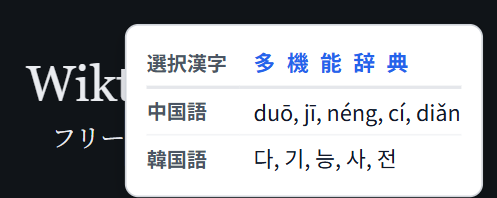 Wikt
フリー
選択漢字 多 機 能 辞 典
中国語 duō, jī, néng, cí, diǎn
韓国語 다, 기, 능, 사, 전